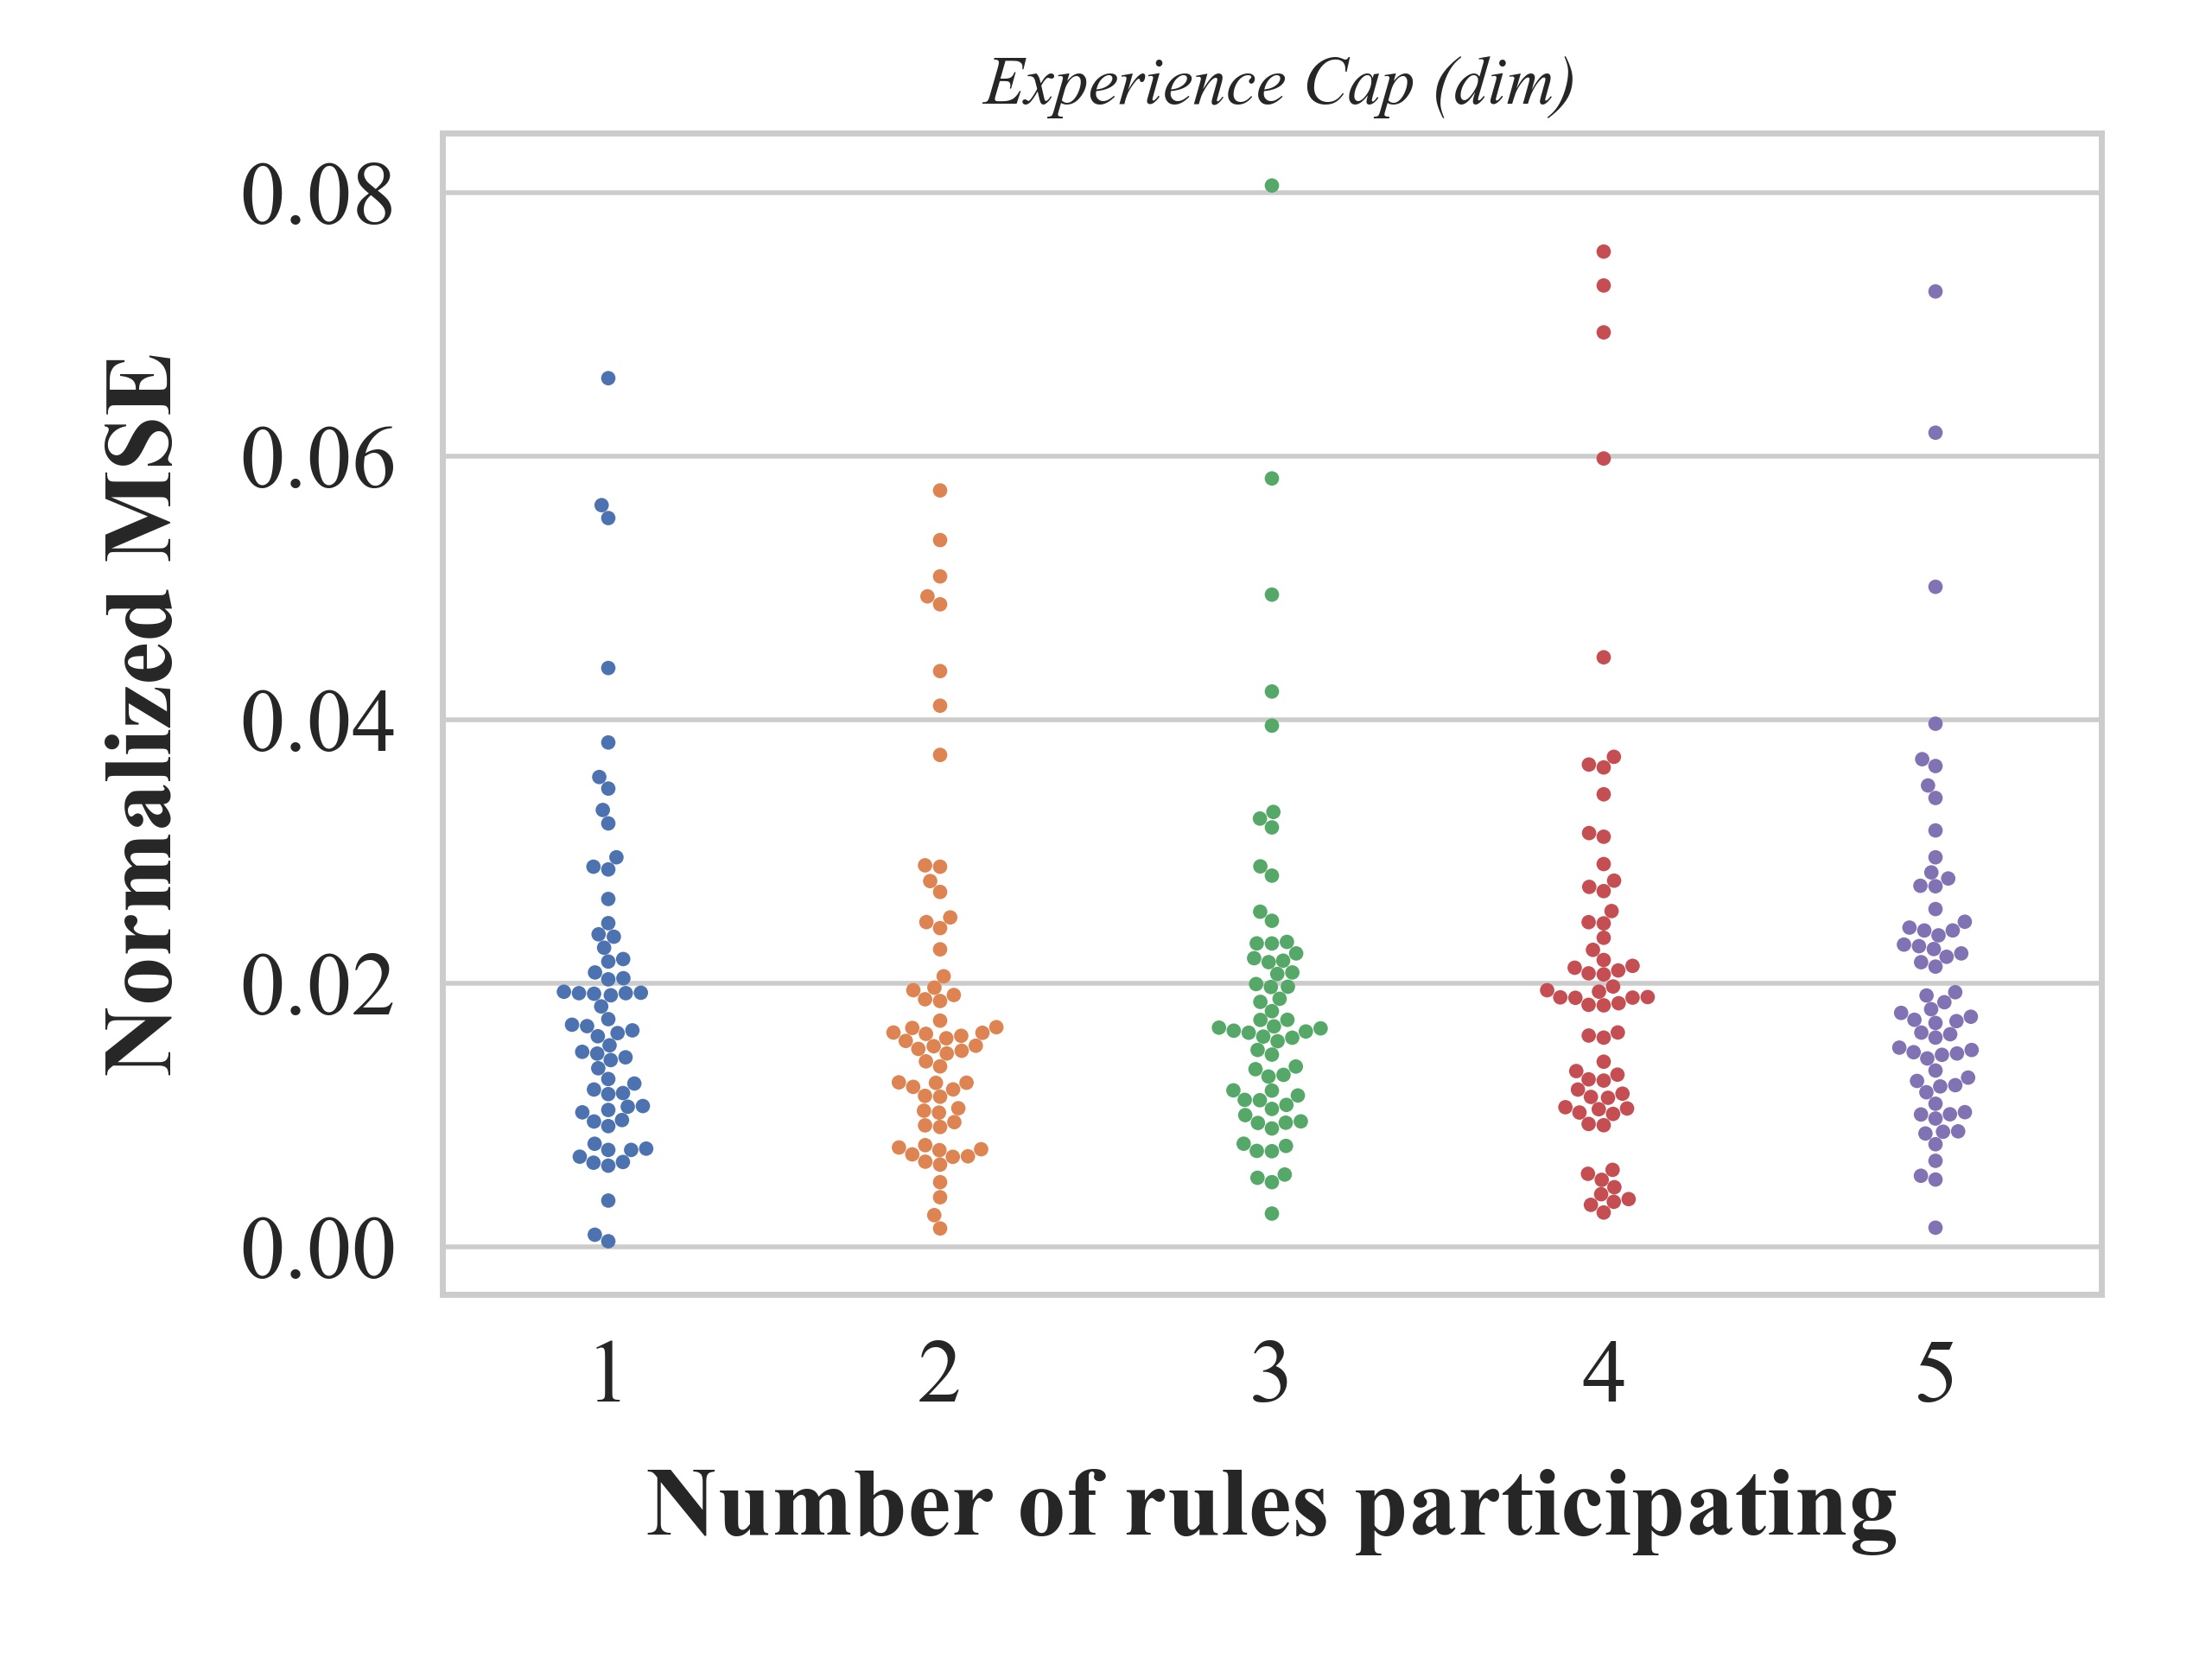 Experience Cap (dim)
Normalized MSE
0.08
0.06
0.04
0.02
0.00
1 2 3 4 5
Number of rules participating